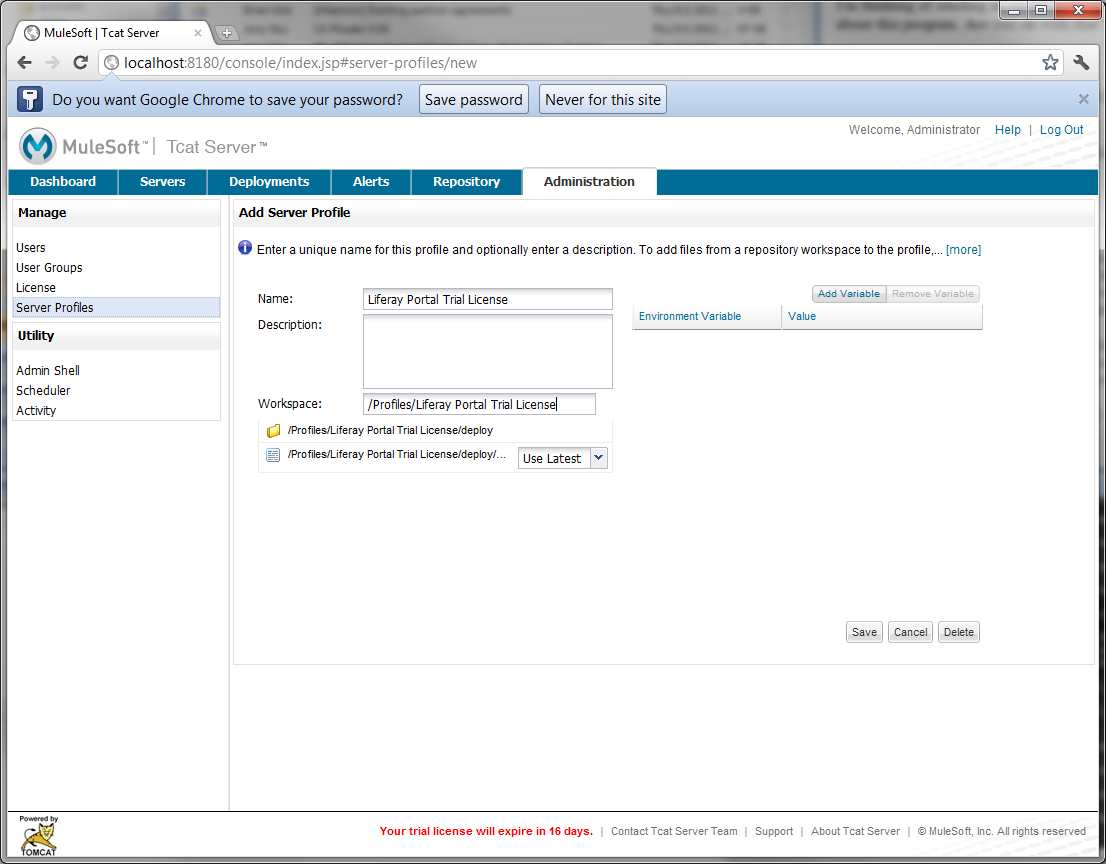 MuleSoft | Tcat Server
localhost:8180/console/index.jsp#server-profiles/new
Do you want Google Chrome to save your password? Save password Never for this site
Welcome, Administrator Help | Log Out
MuleSoft™ | Tcat Server™
Dashboard Servers Deployments Alerts Repository Administration
Manage
Users
User Groups
License
Server Profiles
Utility
Admin Shell
Scheduler
Activity
Add Server Profile
Enter a unique name for this profile and optionally enter a description. To add files from a repository workspace to the profile,... [more]
Name: Liferay Portal Trial License
Description:
Workspace: /Profiles/Liferay Portal Trial License
/Profiles/Liferay Portal Trial License/deploy
/Profiles/Liferay Portal Trial License/deploy/... Use Latest
Add Variable Remove Variable
Environment Variable Value
Save Cancel Delete
Powered by
TOMCAT
Your trial license will expire in 16 days. | Contact Tcat Server Team | Support | About Tcat Server | © MuleSoft, Inc. All rights reserved